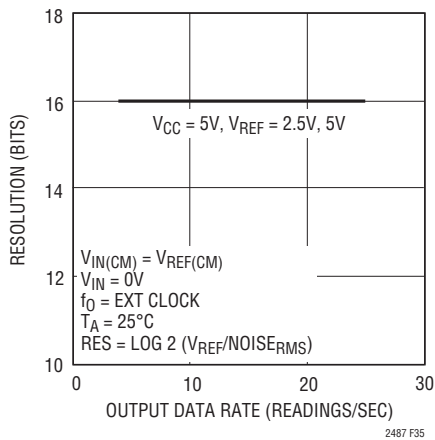 18
16
14
12
10
RESOLUTION (BITS)
VCC = 5V, VREF = 2.5V, 5V
VIN(CM) = VREF(CM)
VIN = 0V
fO = EXT CLOCK
TA = 25°C
RES = LOG 2 (VREF/NOISERMS)
0 10 20 30
OUTPUT DATA RATE (READINGS/SEC)
2487 F35